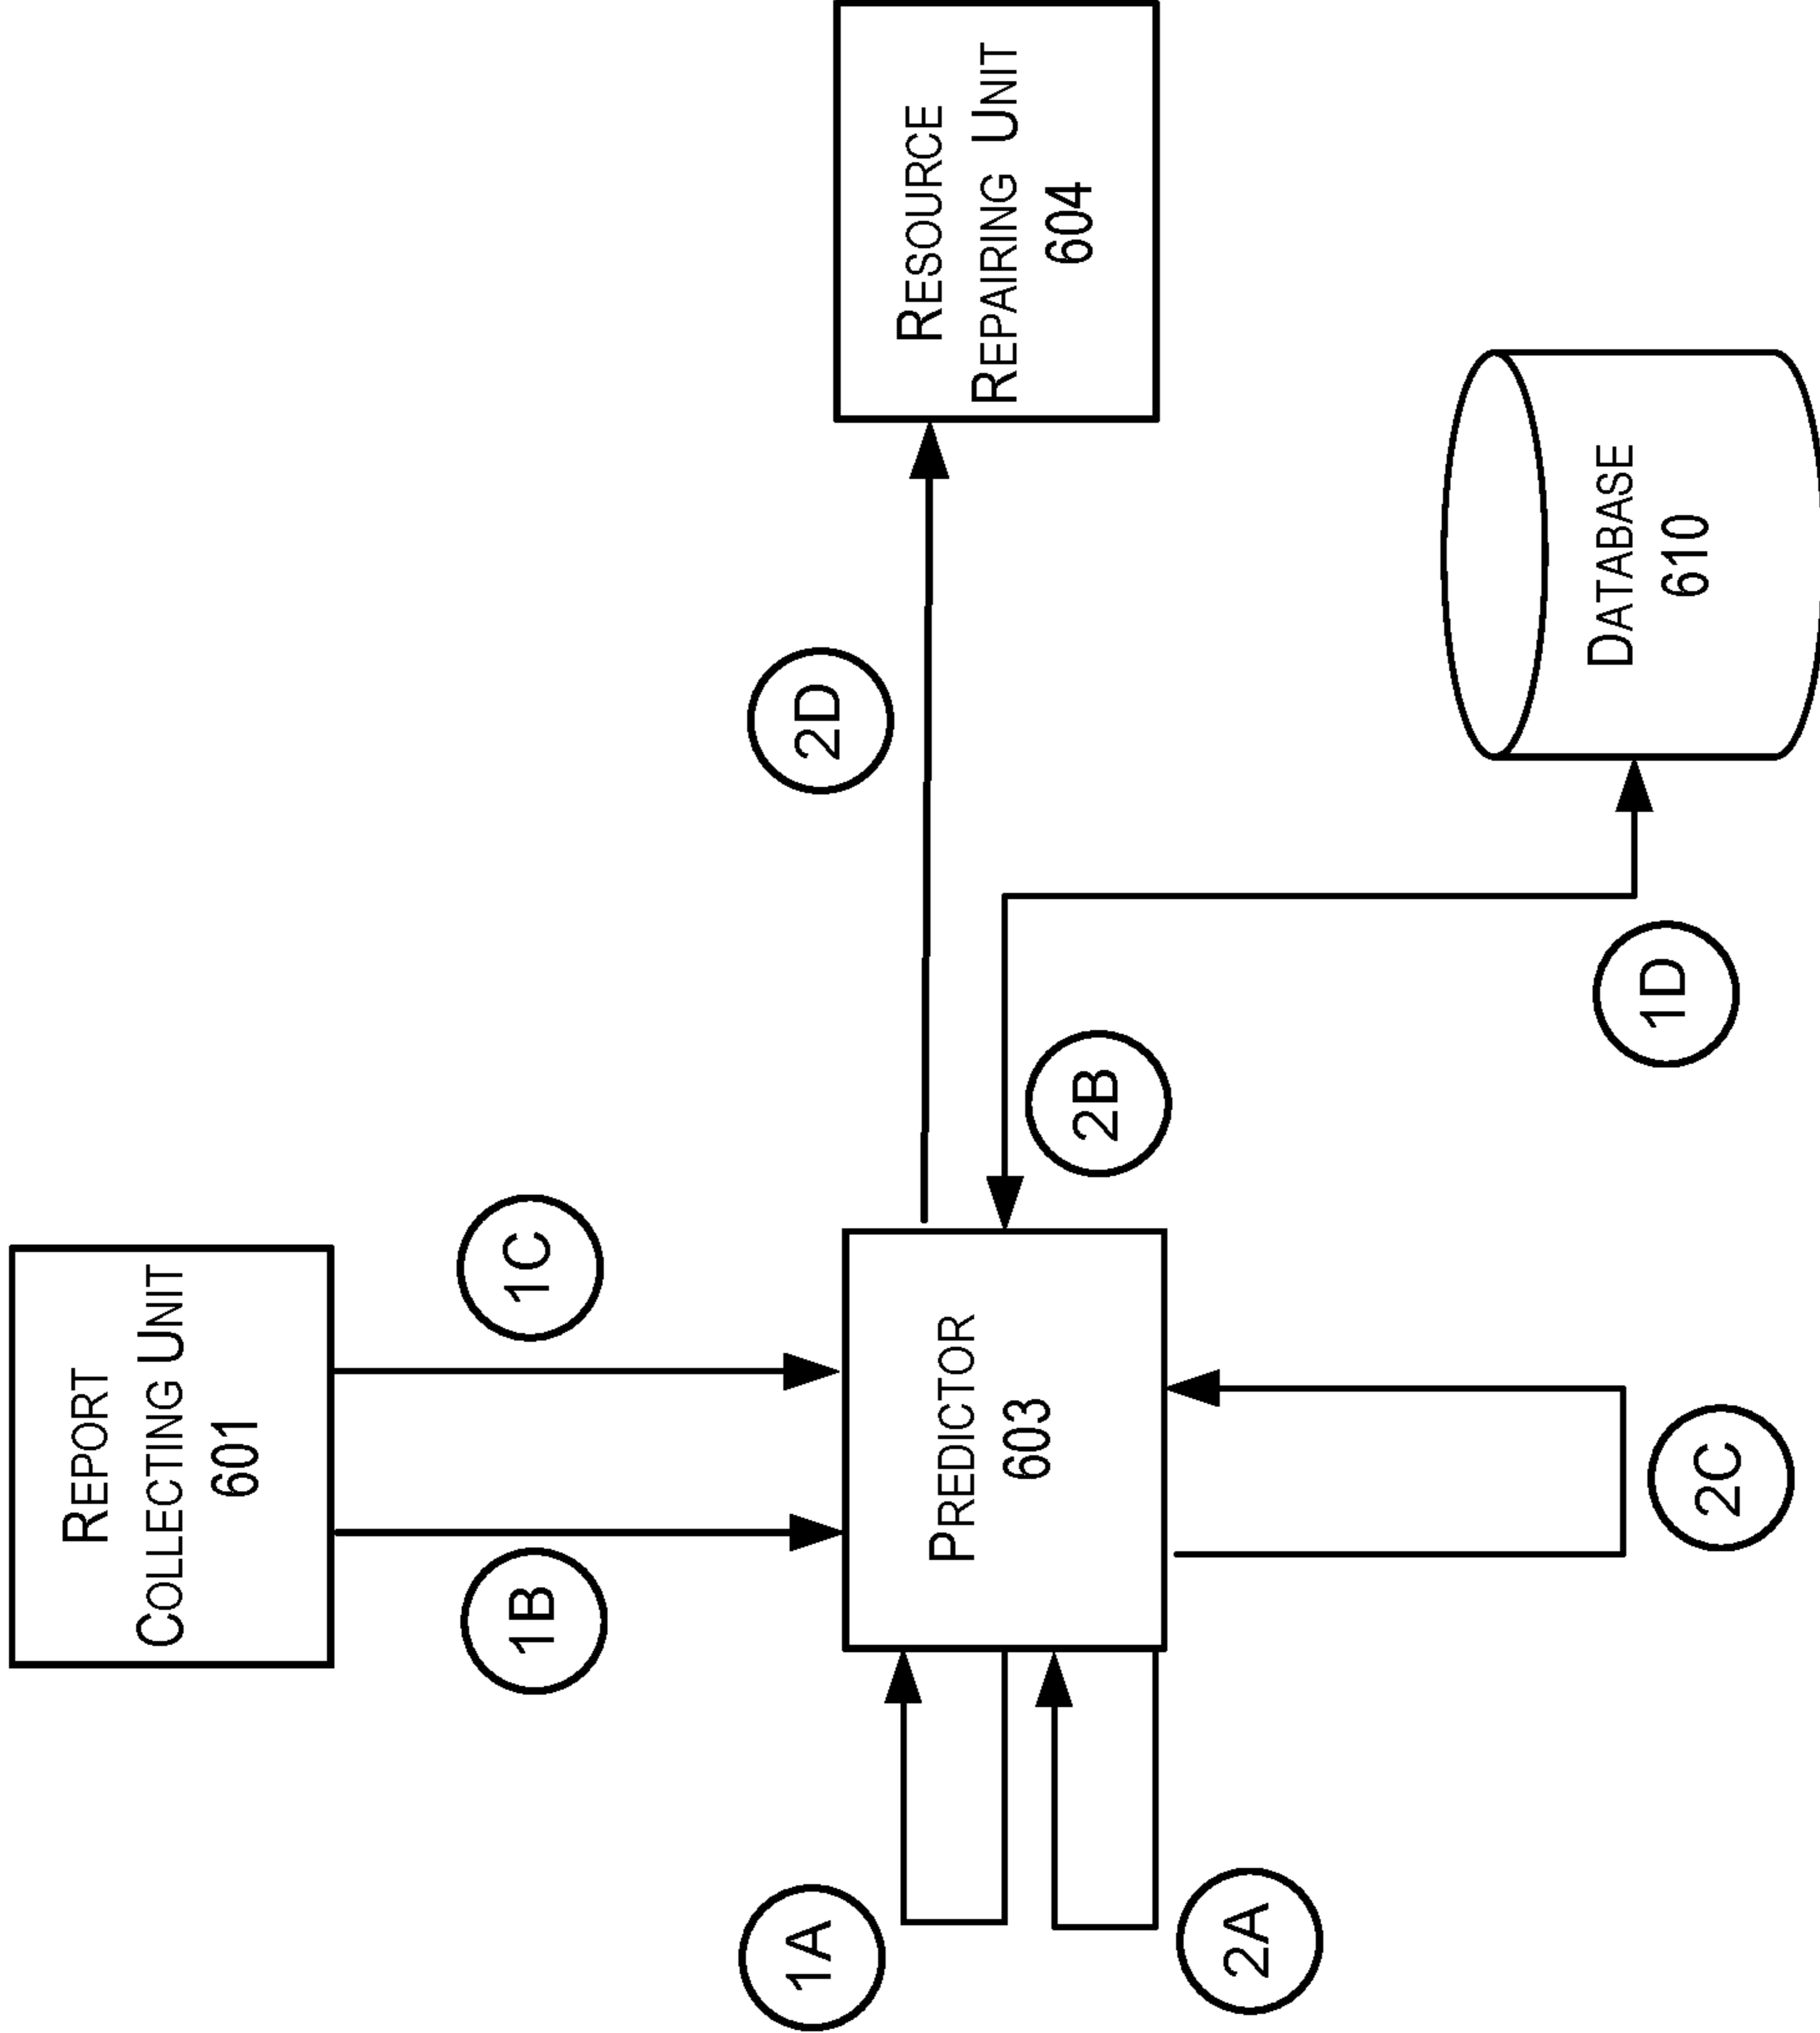 REPORT
COLLECTING UNIT
601
1B
1C
1A
2D
PREDICTOR
603
RESOURCE
REPAIRING UNIT
604
2B
2A
DATABASE
610
1D
2C